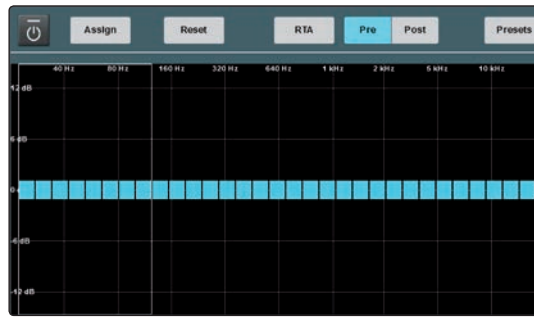 Assign Reset RTA Pre Post Presets
40 Hz 80 Hz 160 Hz 320 Hz 640 Hz 1 kHz 2 kHz 5 kHz 10 kHz
12 dB
6 dB
0 dB
-6 dB
-12 dB